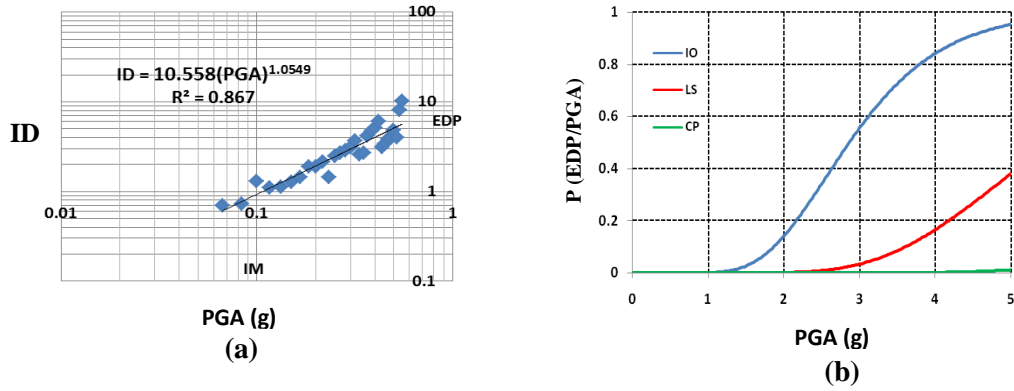 100
ID = 10.558(PGA)^1.0549
R² = 0.867
10
EDP
ID
1
0.01
0.1
1
IM
0.1
PGA (g)
(a)
1
IO
0.8
LS
CP
0.6
P (EDP/PGA)
0.4
0.2
0
0
1
2
3
4
5
PGA (g)
(b)